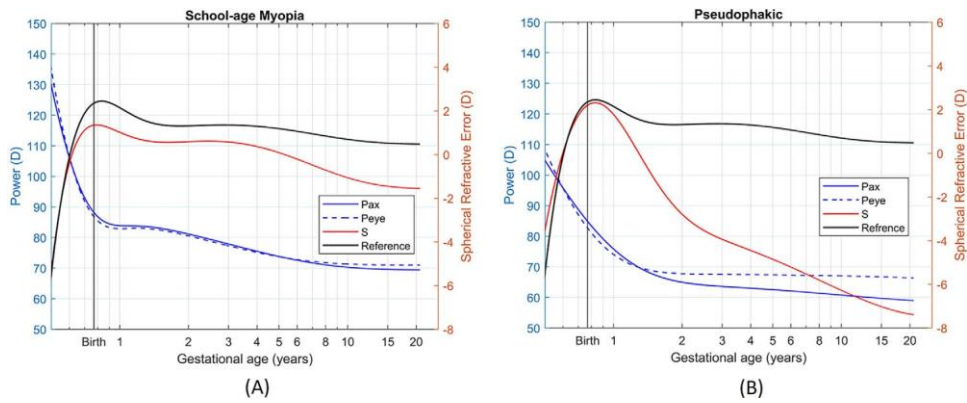 School-age Myopia
150
140
130
120
110
100
90
80
70
60
50
Power (D)
6
4
2
0
-2
-4
-6
-8
Spherical Refractive Error (D)
Pax
Peye
S
Reference
Birth 1 2 3 4 5 6 8 10 15 20
Gestational age (years)
(A)
Pseudophakic
150
140
130
120
110
100
90
80
70
60
50
Power (D)
6
4
2
0
-2
-4
-6
-8
Spherical Refractive Error (D)
Pax
Peye
S
Refrence
Birth 1 2 3 4 5 6 8 10 15 20
Gestational age (years)
(B)